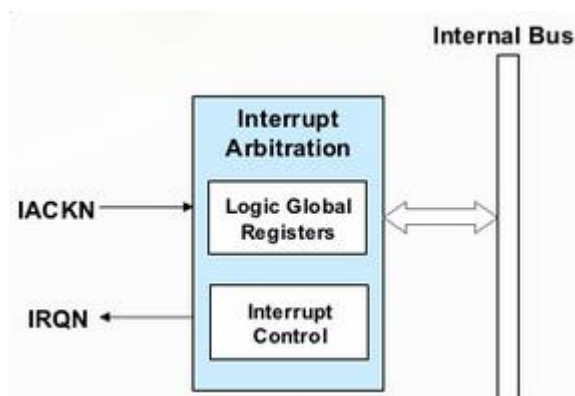 Internal Bus
Interrupt
Arbitration
Logic Global
Registers
IACKN
Interrupt
Control
IRQN